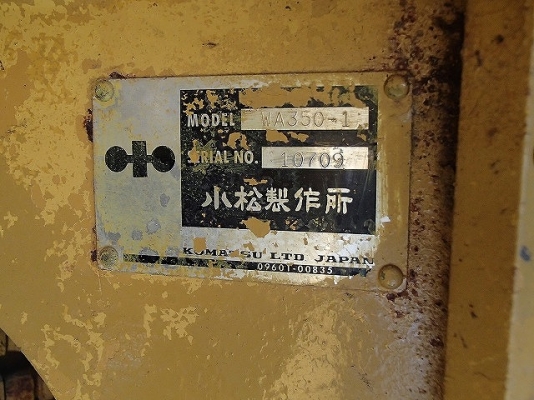 MODEL WA350-1
SERIAL NO. 10709
小松製作所
KOMATSU LTD JAPAN
09601-00835